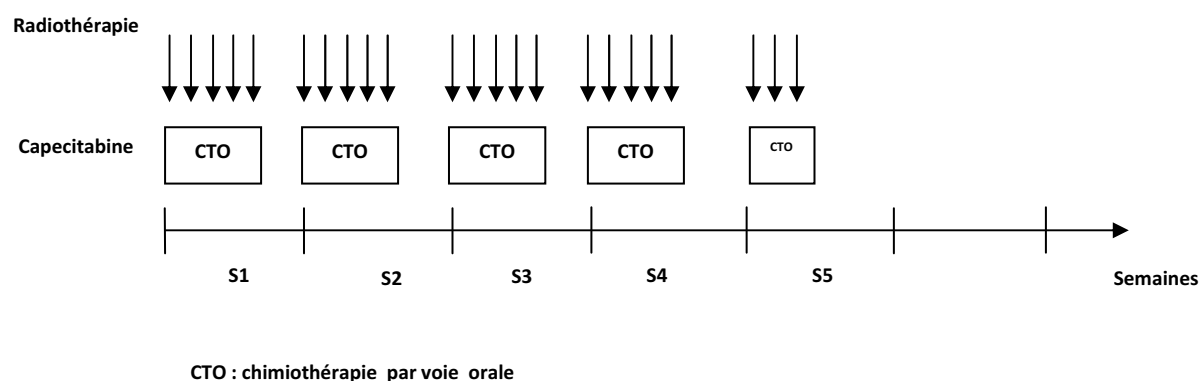 Radiothérapie
Capecitabine
CTO CTO CTO CTO CTO
S1 S2 S3 S4 S5 Semaines
CTO : chimiothérapie par voie orale